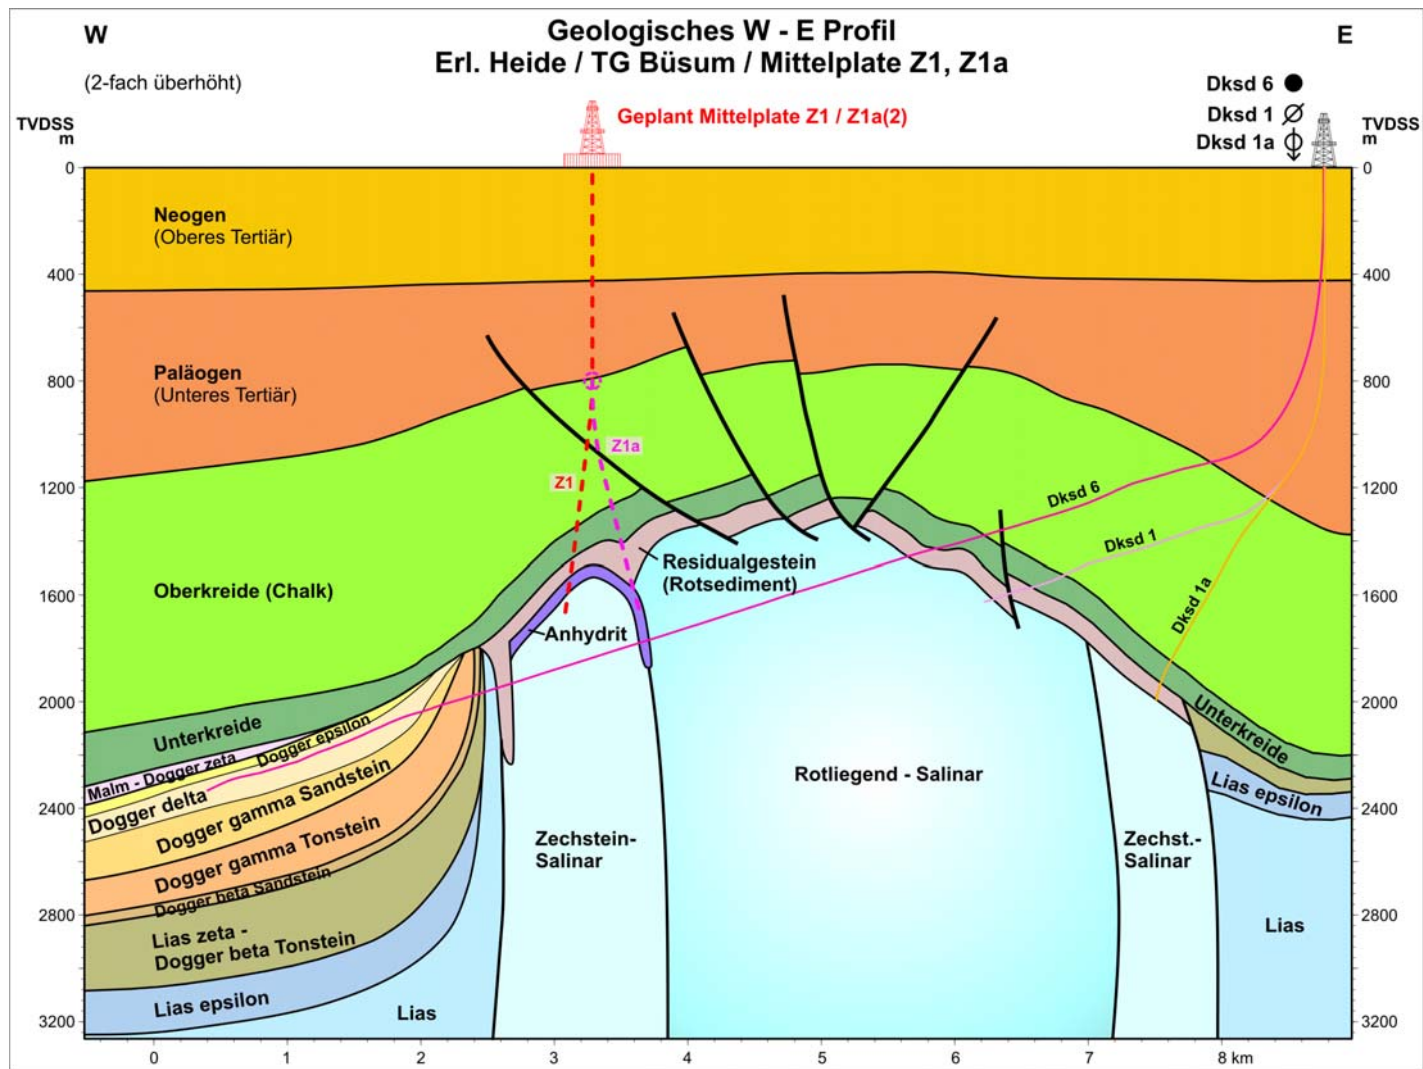 W
Geologisches W - E Profil
E
Erl. Heide / TG Büsum / Mittelplate Z1, Z1a
(2-fach überhöht)
Dksd 6
Geplant Mittelplate Z1 / Z1a(2)
Dksd 1
TVDSS
m
Dksd 1a
TVDSS
m
0
0
Neogen
(Oberes Tertiär)
400
400
Paläogen
(Unteres Tertiär)
800
800
Z1a
Z1
1200
1200
Dksd 6
Dksd 1
Residualgestein
(Rotsediment)
Oberkreide (Chalk)
1600
1600
Anhydrit
Dksd 1a
2000
2000
Unterkreide
Unterkreide
Dogger epsilon
Malm - Dogger zeta
Dogger delta
Rotliegend - Salinar
Lias epsilon
2400
2400
Dogger gamma Sandstein
Dogger gamma Tonstein
Zechstein-
Salinar
Zechst.-
Salinar
Dogger beta Sandstein
2800
2800
Lias zeta -
Dogger beta Tonstein
Lias
Lias epsilon
Lias
3200
3200
0
1
2
3
4
5
6
7
8 km